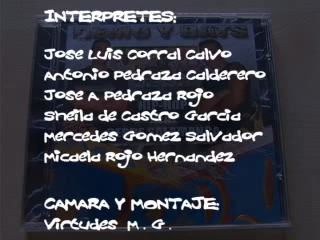 INTERPRETES:
Jose Luis Corral Calvo
Antonio Pedraza Calderero
Jose A Pedraza Rojo
Sheila de Castro Garcia
Mercedes Gomez Salvador
Micaela Rojo Hernandez
CAMARA Y MONTAJE:
Virtudes M. G.